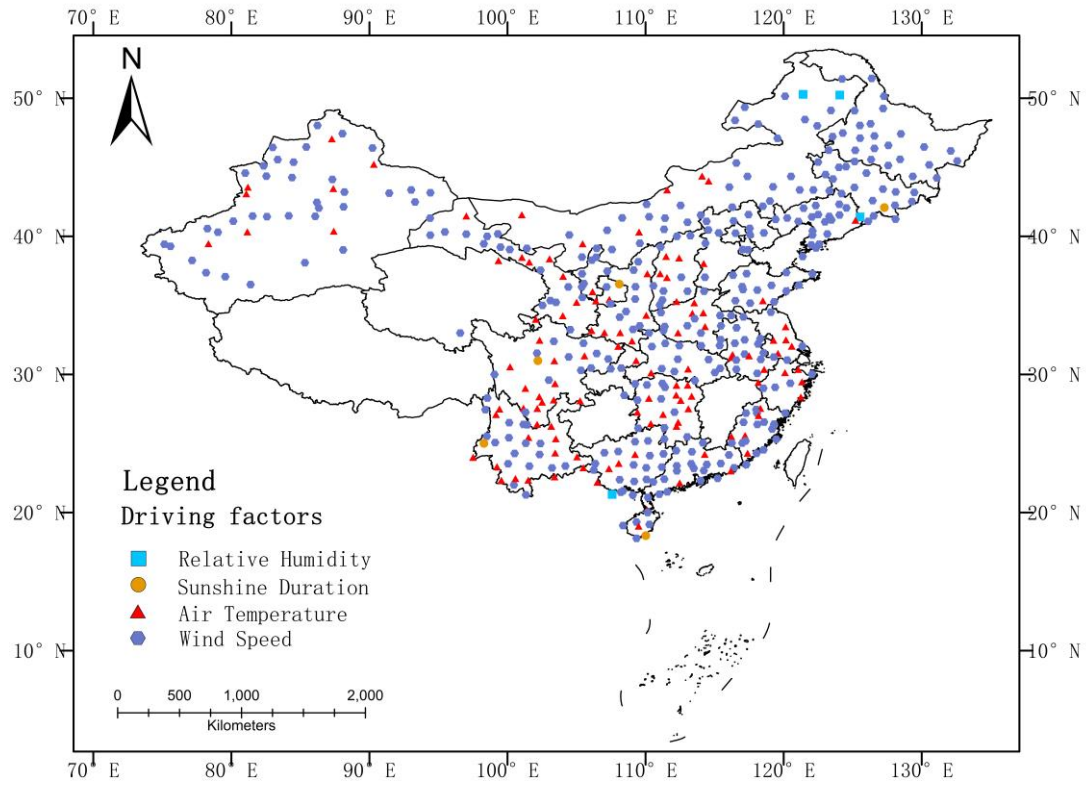 70° E 80° E 90° E 100° E 110° E 120° E 130° E
N
50° N 50° N
40° N 40° N
30° N 30° N
Legend
Driving factors
20° N 20° N
Relative Humidity
Sunshine Duration
Air Temperature
Wind Speed
10° N 10° N
0 500 1,000 2,000
Kilometers
70° E 80° E 90° E 100° E 110° E 120° E 130° E